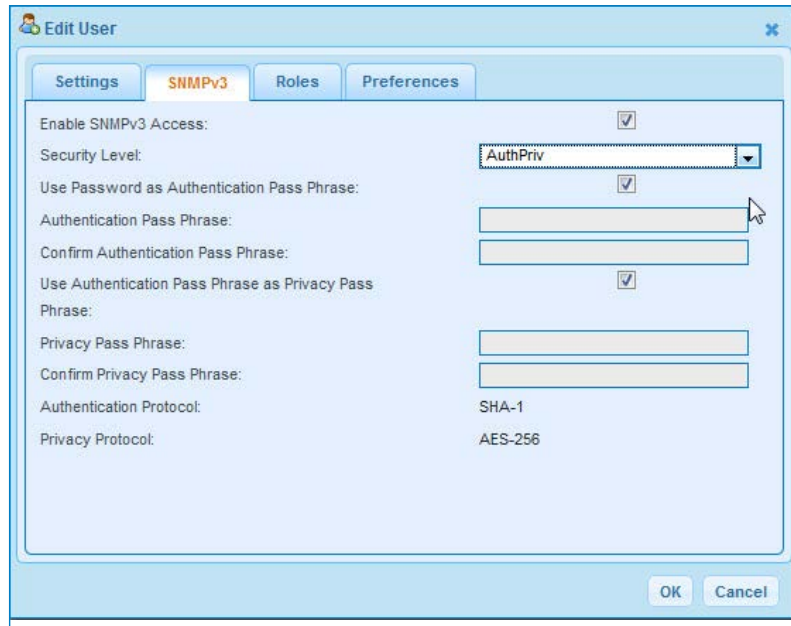 Edit User
Settings SNMPv3 Roles Preferences
Enable SNMPv3 Access:
Security Level: AuthPriv
Use Password as Authentication Pass Phrase:
Authentication Pass Phrase:
Confirm Authentication Pass Phrase:
Use Authentication Pass Phrase as Privacy Pass
Phrase:
Privacy Pass Phrase:
Confirm Privacy Pass Phrase:
Authentication Protocol: SHA-1
Privacy Protocol: AES-256
OK Cancel